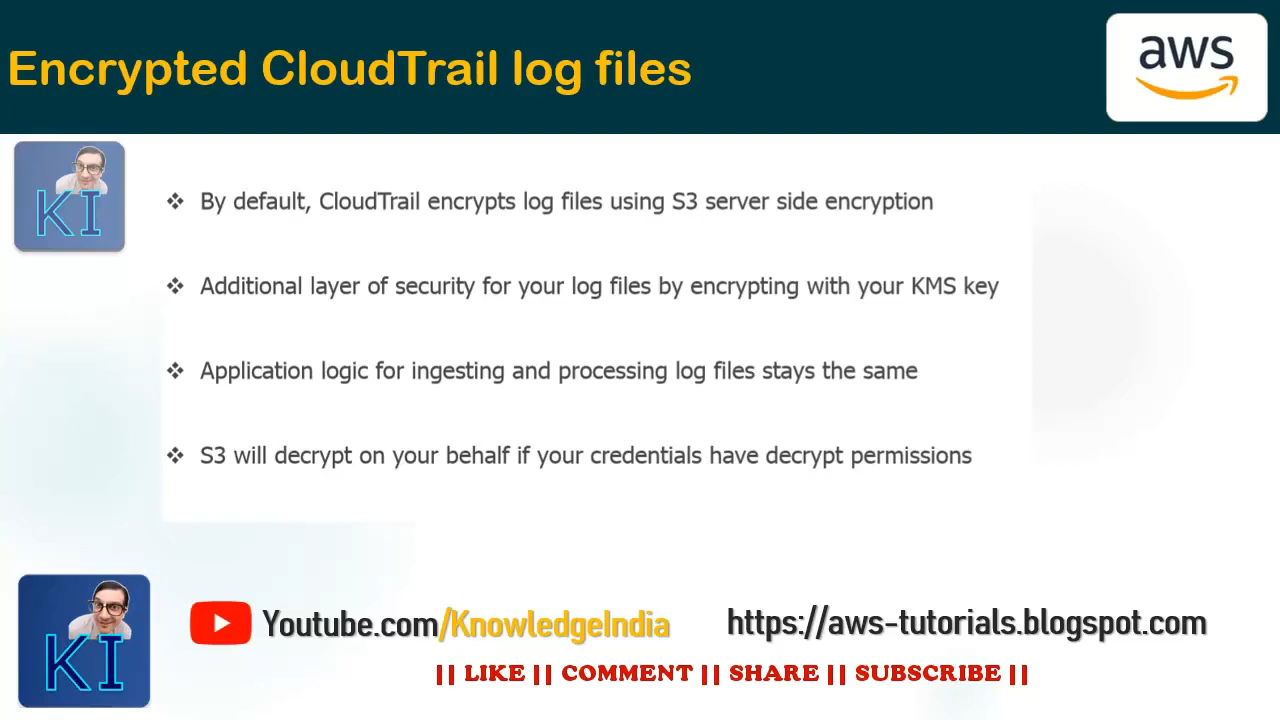 Encrypted CloudTrail log files
aws
KI
❖ By default, CloudTrail encrypts log files using S3 server side encryption
❖ Additional layer of security for your log files by encrypting with your KMS key
❖ Application logic for ingesting and processing log files stays the same
❖ S3 will decrypt on your behalf if your credentials have decrypt permissions
KI
Youtube.com/KnowledgeIndia
https://aws-tutorials.blogspot.com
|| LIKE || COMMENT || SHARE || SUBSCRIBE ||